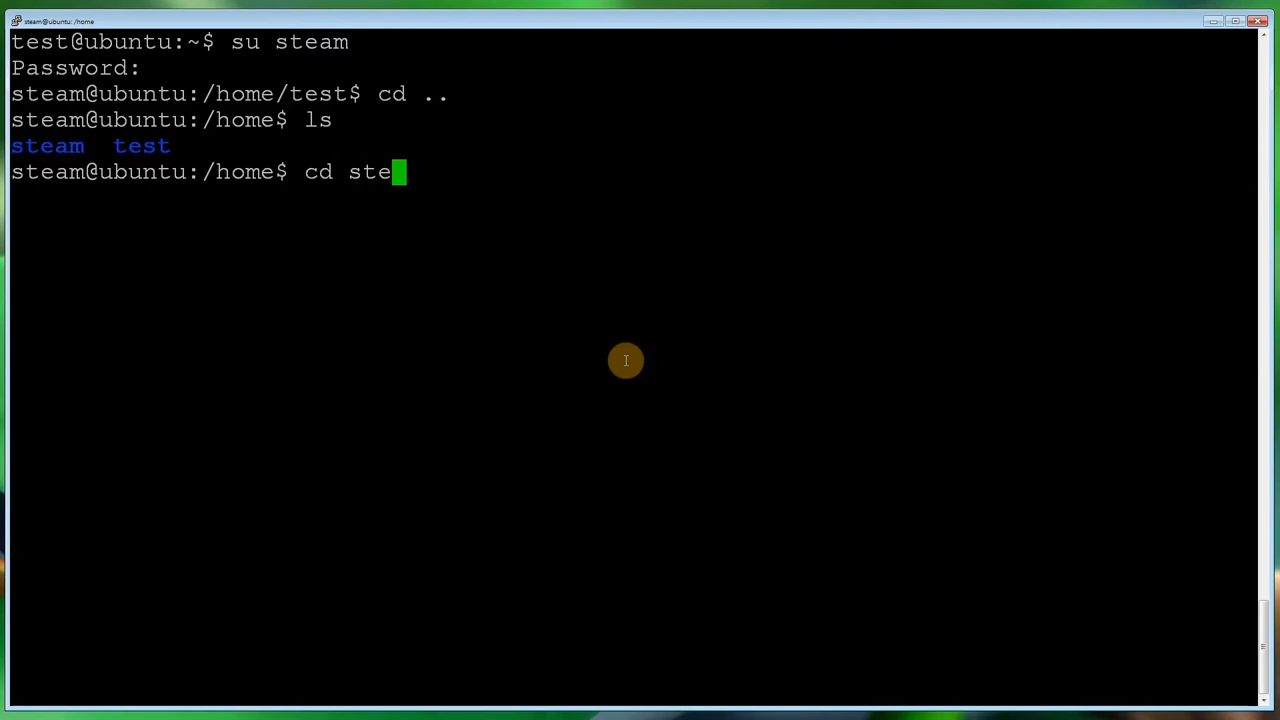 steam@ubuntu: /home
test@ubuntu:~$ su steam
Password:
steam@ubuntu:/home/test$ cd ..
steam@ubuntu:/home$ ls
steam  test
steam@ubuntu:/home$ cd ste